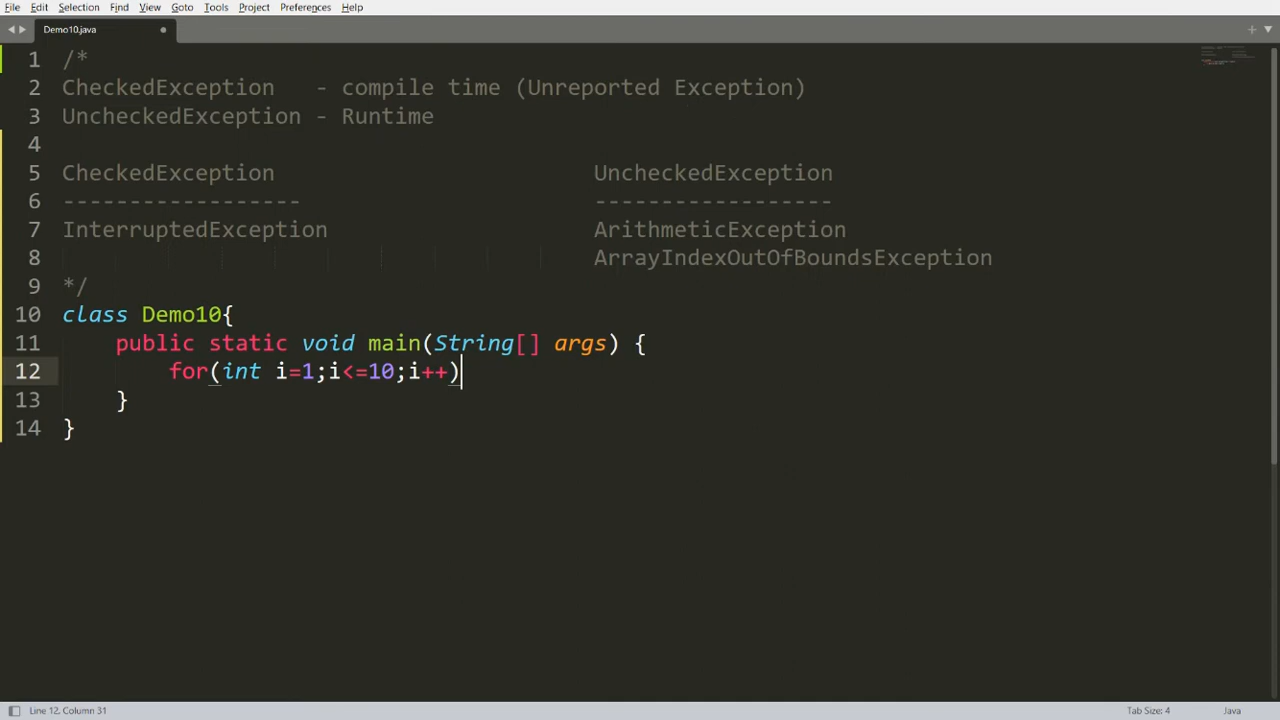 File Edit Selection Find View Goto Tools Project Preferences Help
Demo10.java
1 /*
2 CheckedException - compile time (Unreported Exception)
3 UncheckedException - Runtime
4
5 CheckedException UncheckedException
6 ------------------ ------------------
7 InterruptedException ArithmeticException
8 ArrayIndexOutOfBoundsException
9 */
10 class Demo10{
11 public static void main(String[] args) {
12 for(int i=1;i<=10;i++)
13 }
14 }
Line 12, Column 31 Tab Size: 4 Java